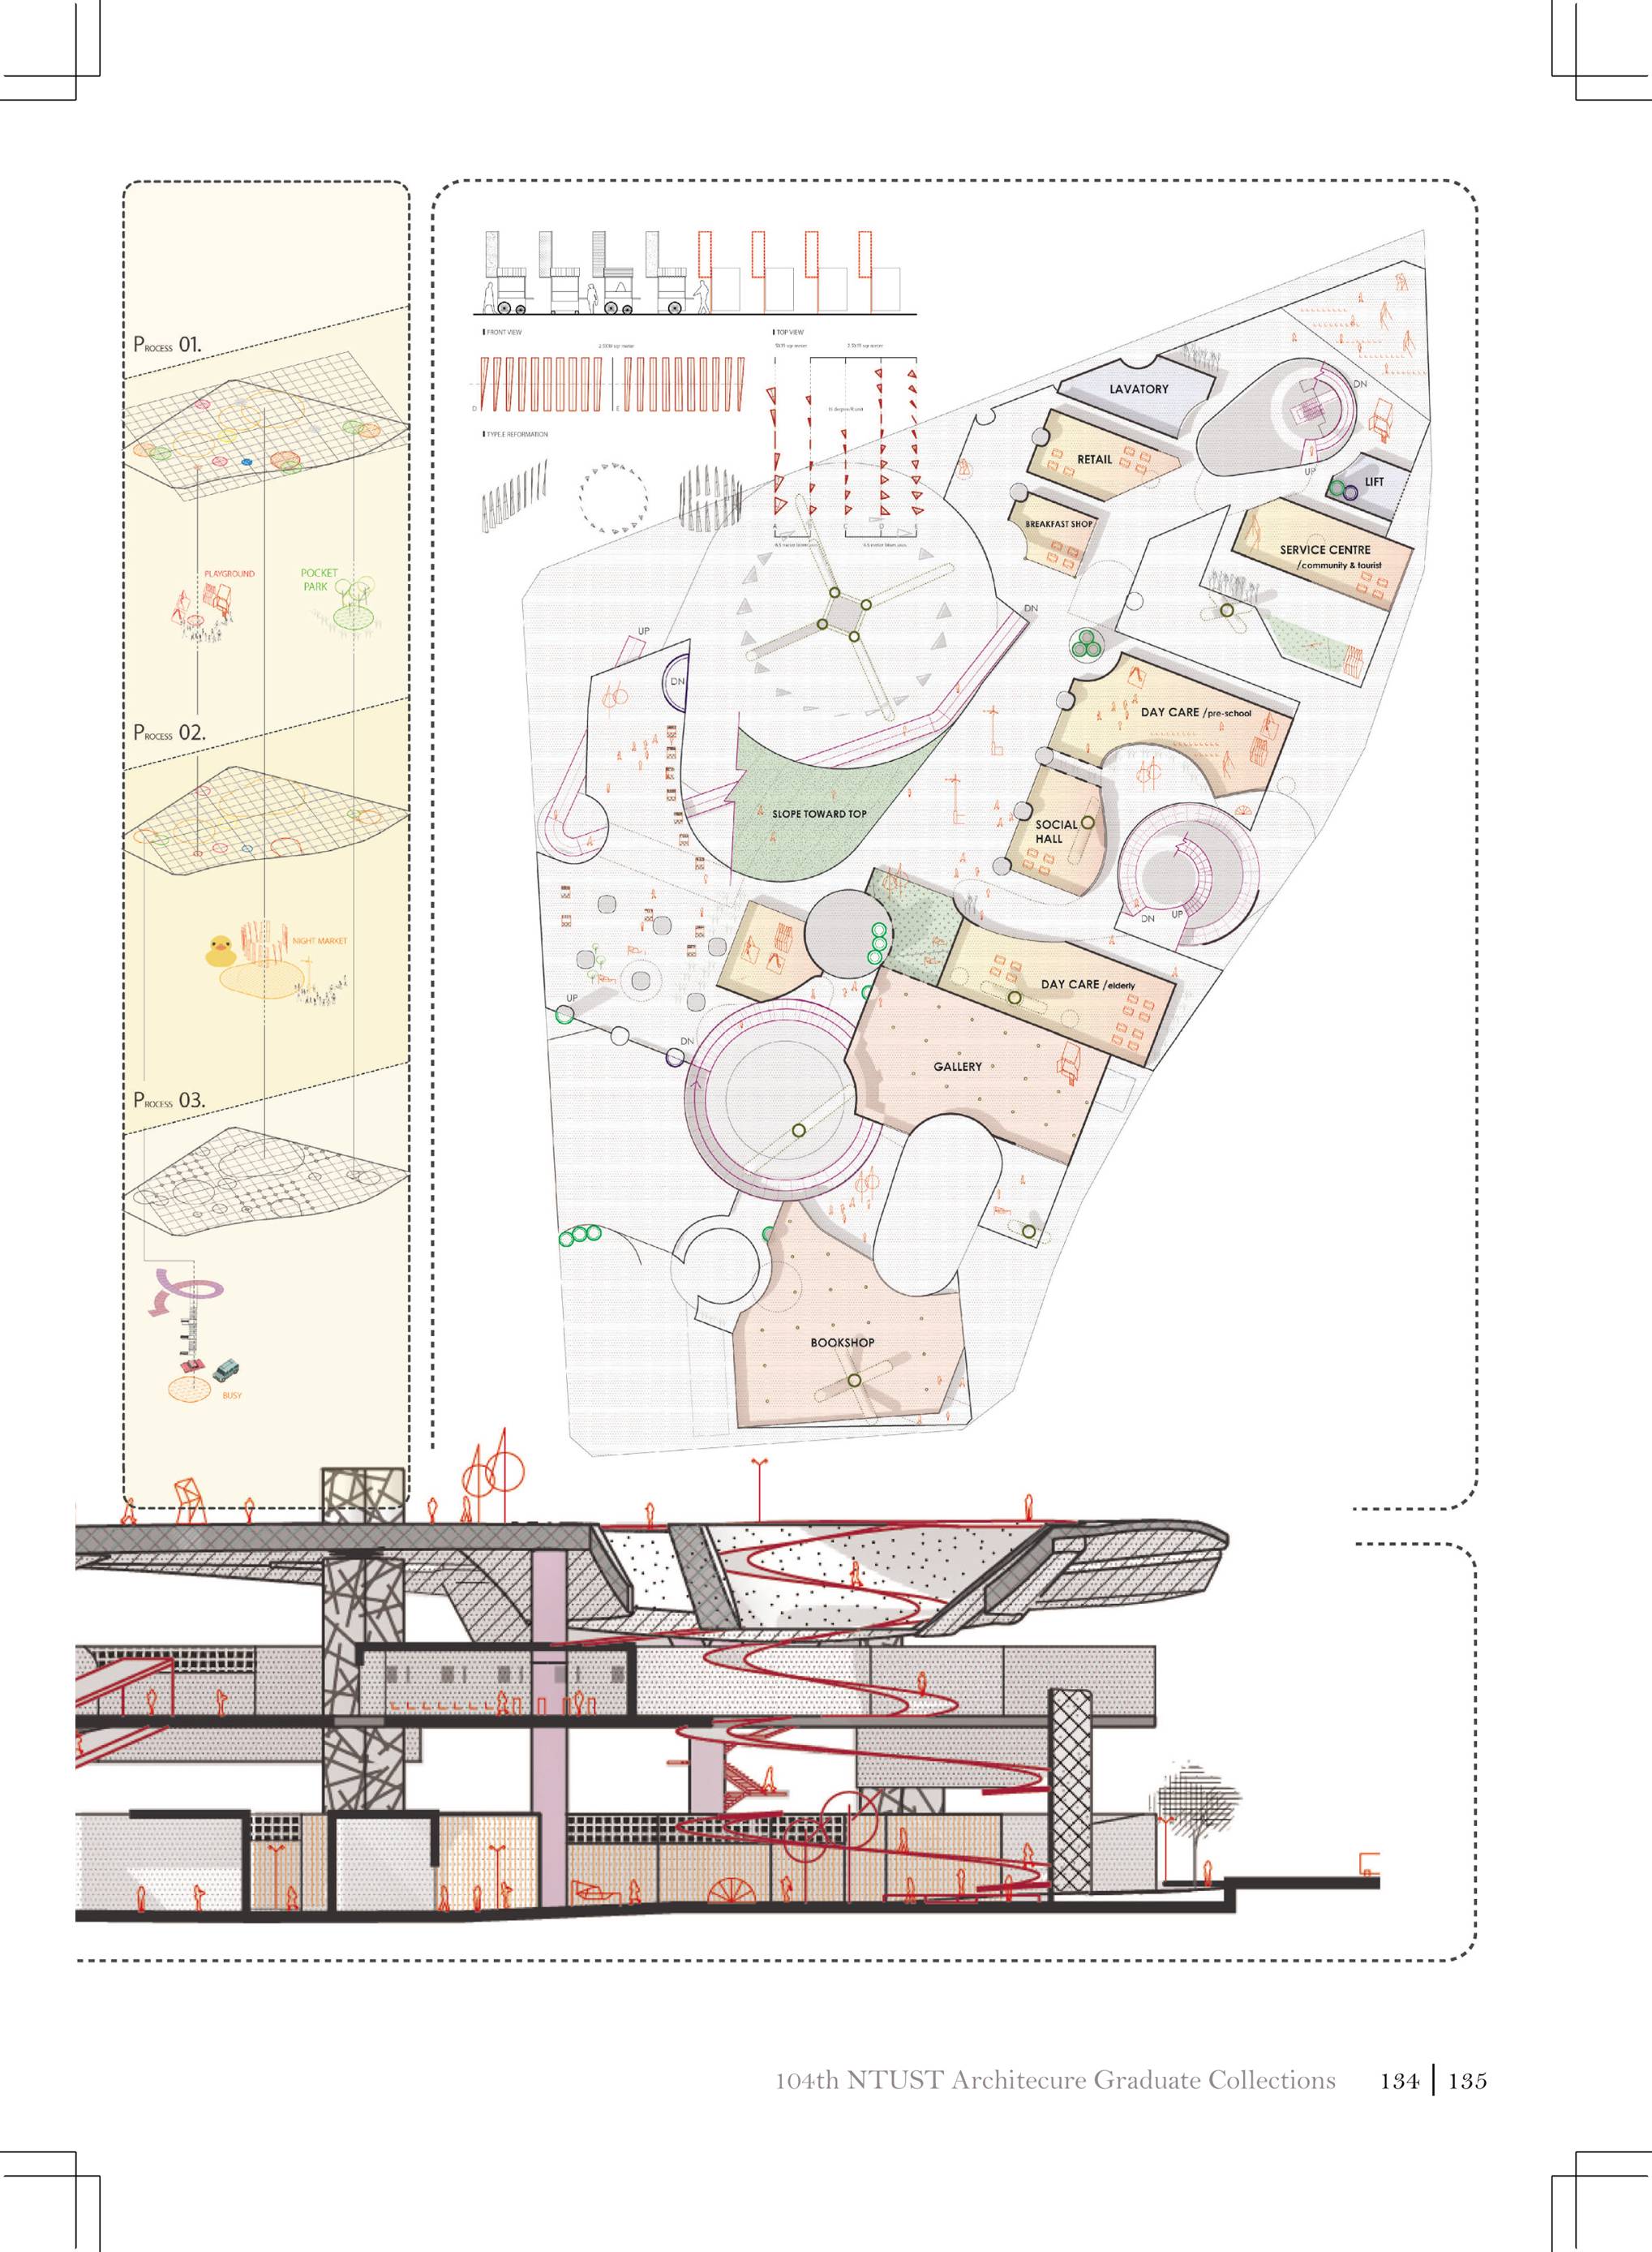 PROCESS 01.
PLAYGROUND
POCKET
PARK
PROCESS 02.
NIGHT MARKET
PROCESS 03.
BUSY
FRONT VIEW
TOP VIEW
TYPE.E REFORMATION
LAVATORY
RETAIL
BREAKFAST SHOP
DN
UP
LIFT
SERVICE CENTRE
/community & tourist
DN
UP
DN
DAY CARE /pre-school
SLOPE TOWARD TOP
SOCIAL
HALL
DN
UP
DAY CARE /elderly
UP
DN
GALLERY
BOOKSHOP
104th NTUST Architecure Graduate Collections
134 | 135